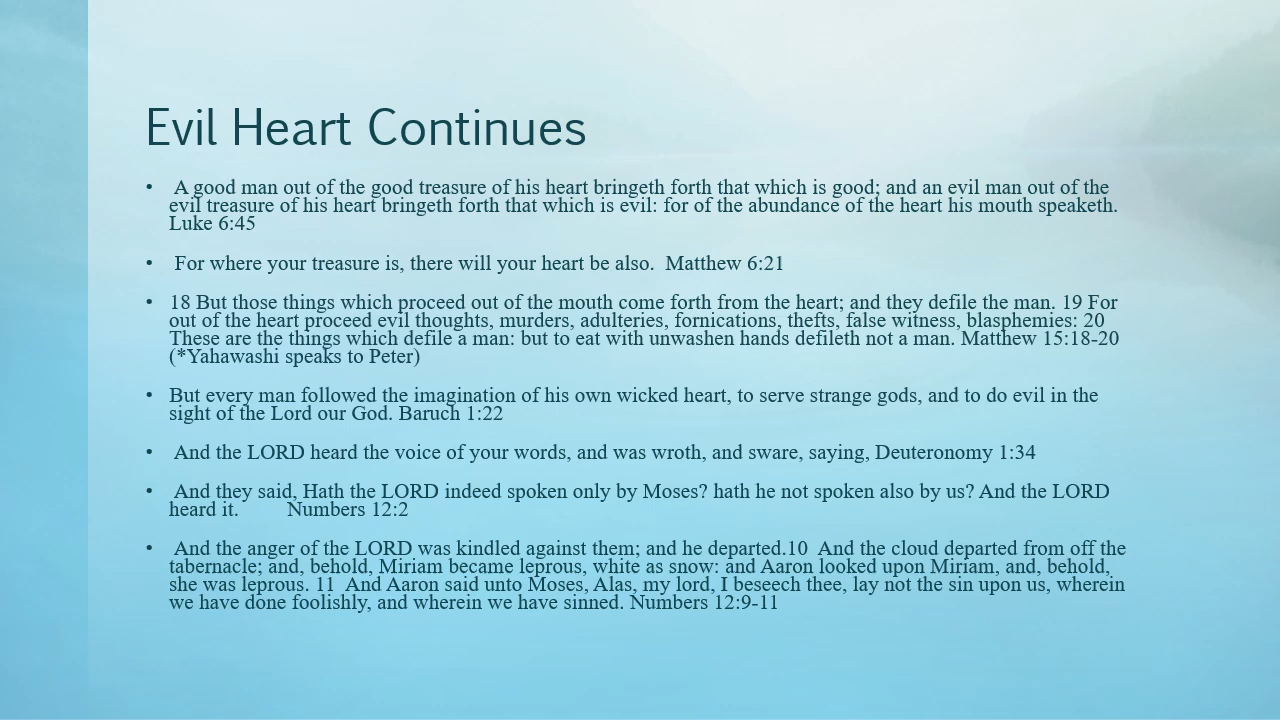 Evil Heart Continues
• A good man out of the good treasure of his heart bringeth forth that which is good; and an evil man out of the
evil treasure of his heart bringeth forth that which is evil: for of the abundance of the heart his mouth speaketh.
Luke 6:45
• For where your treasure is, there will your heart be also.  Matthew 6:21
• 18 But those things which proceed out of the mouth come forth from the heart; and they defile the man. 19 For
out of the heart proceed evil thoughts, murders, adulteries, fornications, thefts, false witness, blasphemies: 20
These are the things which defile a man: but to eat with unwashen hands defileth not a man. Matthew 15:18-20
(*Yahawashi speaks to Peter)
• But every man followed the imagination of his own wicked heart, to serve strange gods, and to do evil in the
sight of the Lord our God. Baruch 1:22
• And the LORD heard the voice of your words, and was wroth, and sware, saying, Deuteronomy 1:34
• And they said, Hath the LORD indeed spoken only by Moses? hath he not spoken also by us? And the LORD
heard it.        Numbers 12:2
• And the anger of the LORD was kindled against them; and he departed.10  And the cloud departed from off the
tabernacle; and, behold, Miriam became leprous, white as snow: and Aaron looked upon Miriam, and, behold,
she was leprous. 11  And Aaron said unto Moses, Alas, my lord, I beseech thee, lay not the sin upon us, wherein
we have done foolishly, and wherein we have sinned. Numbers 12:9-11